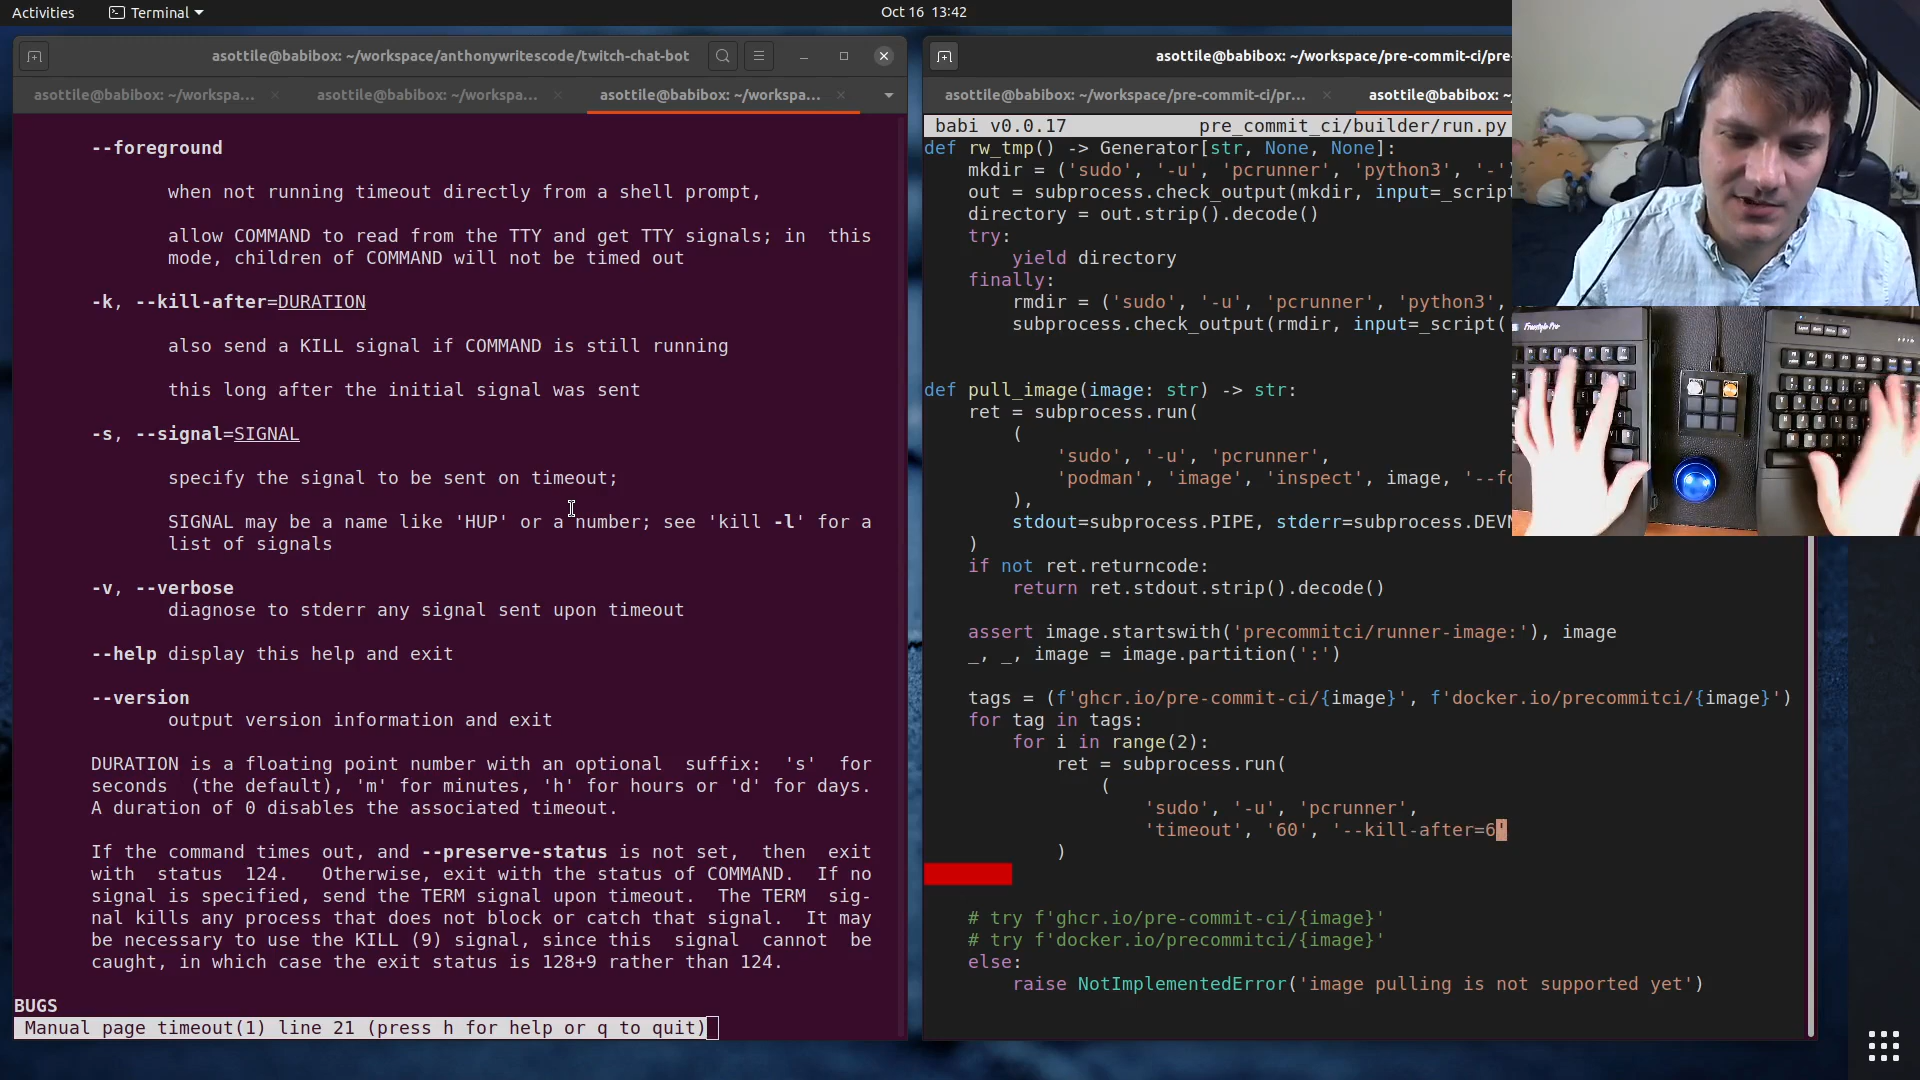 Activities
Terminal
Oct 16 13:42
asottile@babibox: ~/workspace/anthonywritescode/twitch-chat-bot
asottile@babibox: ~/workspa...
asottile@babibox: ~/workspa...
asottile@babibox: ~/workspa...
--foreground
when not running timeout directly from a shell prompt,
allow COMMAND to read from the TTY and get TTY signals; in this
mode, children of COMMAND will not be timed out
-k, --kill-after=DURATION
also send a KILL signal if COMMAND is still running
this long after the initial signal was sent
-s, --signal=SIGNAL
specify the signal to be sent on timeout;
SIGNAL may be a name like 'HUP' or a number; see 'kill -l' for a
list of signals
-v, --verbose
diagnose to stderr any signal sent upon timeout
--help display this help and exit
--version
output version information and exit
DURATION is a floating point number with an optional suffix: 's' for
seconds (the default), 'm' for minutes, 'h' for hours or 'd' for days.
A duration of 0 disables the associated timeout.
If the command times out, and --preserve-status is not set, then exit
with status 124. Otherwise, exit with the status of COMMAND. If no
signal is specified, send the TERM signal upon timeout. The TERM sig-
nal kills any process that does not block or catch that signal. It may
be necessary to use the KILL (9) signal, since this signal cannot be
caught, in which case the exit status is 128+9 rather than 124.
BUGS
Manual page timeout(1) line 21 (press h for help or q to quit)
asottile@babibox: ~/workspace/pre-commit-ci/pre-
asottile@babibox: ~/workspace/pre-commit-ci/pr...
asottile@babibox: ~/
babi v0.0.17 pre_commit_ci/builder/run.py
def rw_tmp() -> Generator[str, None, None]:
mkdir = ('sudo', '-u', 'pcrunner', 'python3', '-')
out = subprocess.check_output(mkdir, input=_script
directory = out.strip().decode()
try:
yield directory
finally:
rmdir = ('sudo', '-u', 'pcrunner', 'python3',
subprocess.check_output(rmdir, input=_script(
def pull_image(image: str) -> str:
ret = subprocess.run(
(
'sudo', '-u', 'pcrunner',
'podman', 'image', 'inspect', image, '--fo
),
stdout=subprocess.PIPE, stderr=subprocess.DEVN
)
if not ret.returncode:
return ret.stdout.strip().decode()
assert image.startswith('precommitci/runner-image:'), image
_, _, image = image.partition(':')
tags = (f'ghcr.io/pre-commit-ci/{image}', f'docker.io/precommitci/{image}')
for tag in tags:
for i in range(2):
ret = subprocess.run(
(
'sudo', '-u', 'pcrunner',
'timeout', '60', '--kill-after=6'
)
# try f'ghcr.io/pre-commit-ci/{image}'
# try f'docker.io/precommitci/{image}'
else:
raise NotImplementedError('image pulling is not supported yet')
Freestyle Pro